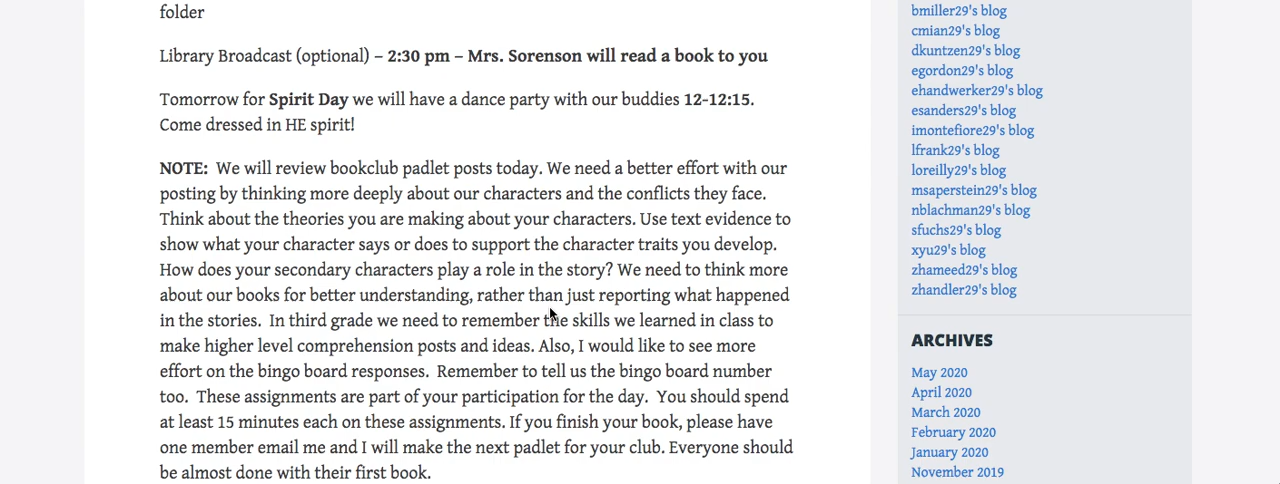 folder
Library Broadcast (optional) – 2:30 pm – Mrs. Sorenson will read a book to you
Tomorrow for Spirit Day we will have a dance party with our buddies 12-12:15.
Come dressed in HE spirit!
NOTE:  We will review bookclub padlet posts today. We need a better effort with our
posting by thinking more deeply about our characters and the conflicts they face.
Think about the theories you are making about your characters. Use text evidence to
show what your character says or does to support the character traits you develop.
How does your secondary characters play a role in the story? We need to think more
about our books for better understanding, rather than just reporting what happened
in the stories.  In third grade we need to remember the skills we learned in class to
make higher level comprehension posts and ideas. Also, I would like to see more
effort on the bingo board responses.  Remember to tell us the bingo board number
too.  These assignments are part of your participation for the day.  You should spend
at least 15 minutes each on these assignments. If you finish your book, please have
one member email me and I will make the next padlet for your club. Everyone should
be almost done with their first book.
bmiller29's blog
cmian29's blog
dkuntzen29's blog
egordon29's blog
ehandwerker29's blog
esanders29's blog
imontefiore29's blog
lfrank29's blog
loreilly29's blog
msaperstein29's blog
nblachman29's blog
sfuchs29's blog
xyu29's blog
zhameed29's blog
zhandler29's blog
ARCHIVES
May 2020
April 2020
March 2020
February 2020
January 2020
November 2019